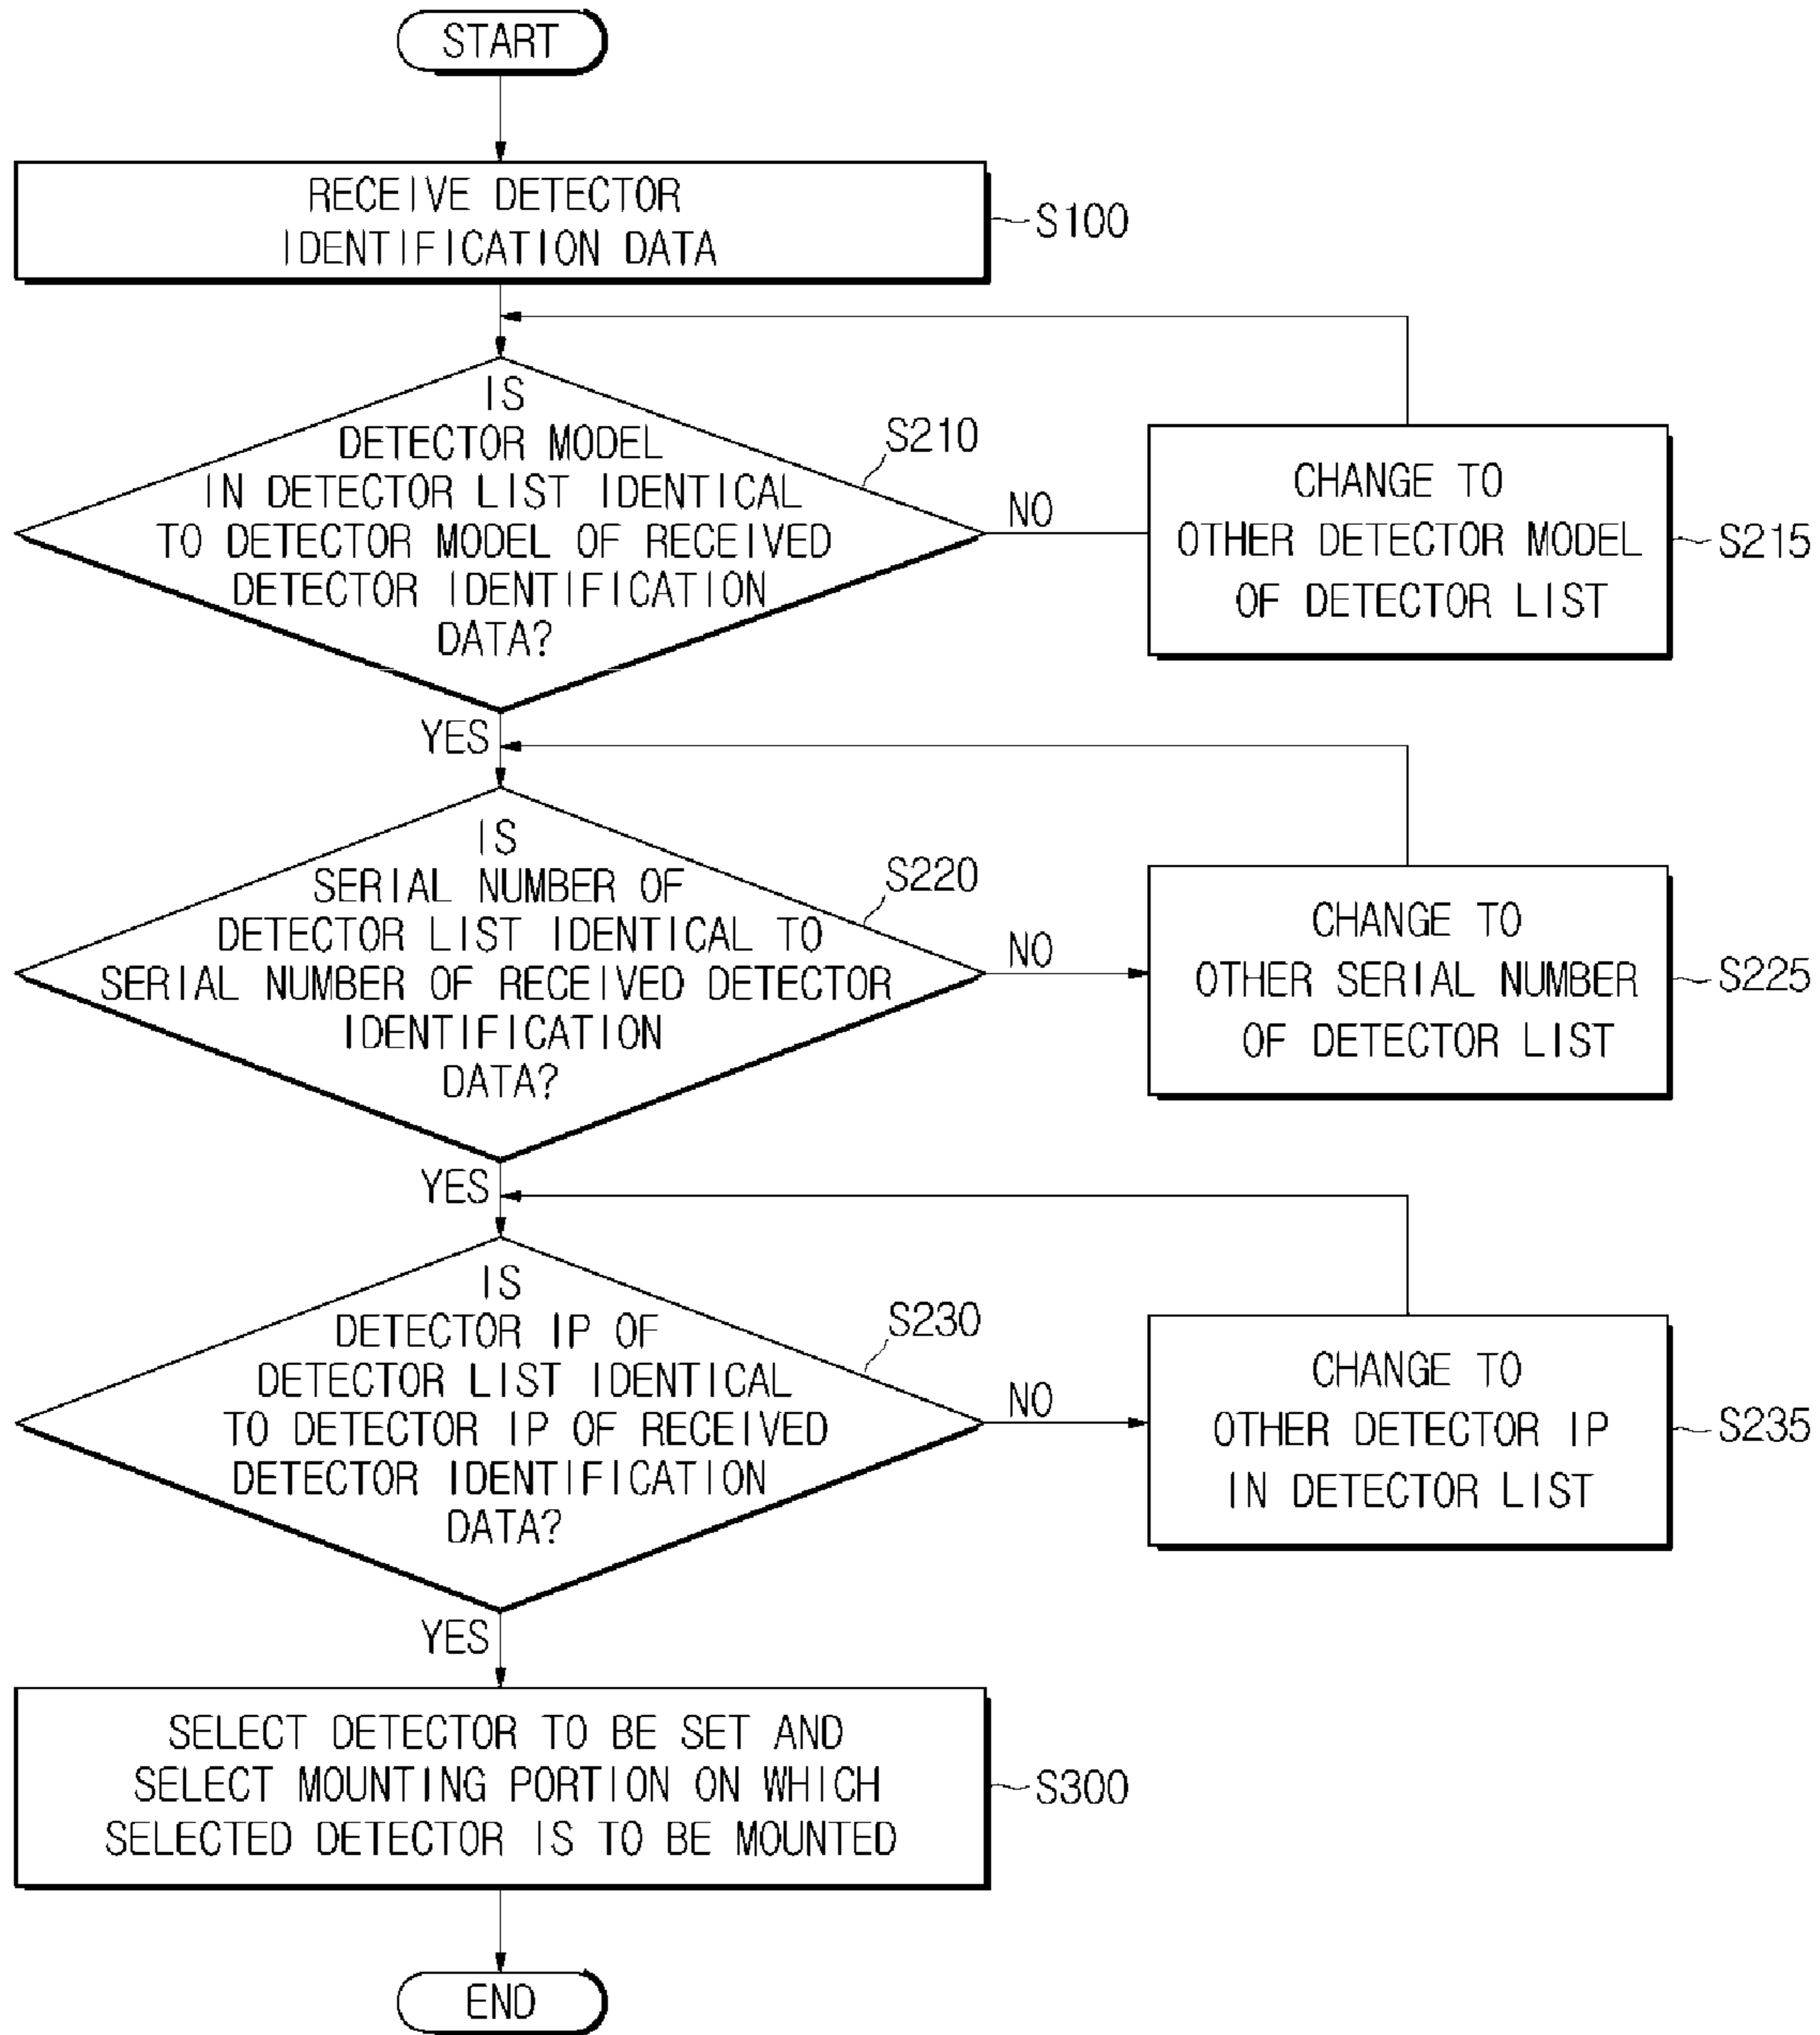 START
RECEIVE DETECTOR
IDENTIFICATION DATA
S100
IS
DETECTOR MODEL
IN DETECTOR LIST IDENTICAL
TO DETECTOR MODEL OF RECEIVED
DETECTOR IDENTIFICATION
DATA?
S210
NO
CHANGE TO
OTHER DETECTOR MODEL
OF DETECTOR LIST
S215
YES
IS
SERIAL NUMBER OF
DETECTOR LIST IDENTICAL TO
SERIAL NUMBER OF RECEIVED DETECTOR
IDENTIFICATION
DATA?
S220
NO
CHANGE TO
OTHER SERIAL NUMBER
OF DETECTOR LIST
S225
YES
IS
DETECTOR IP OF
DETECTOR LIST IDENTICAL
TO DETECTOR IP OF RECEIVED
DETECTOR IDENTIFICATION
DATA?
S230
NO
CHANGE TO
OTHER DETECTOR IP
IN DETECTOR LIST
S235
YES
SELECT DETECTOR TO BE SET AND
SELECT MOUNTING PORTION ON WHICH
SELECTED DETECTOR IS TO BE MOUNTED
S300
END